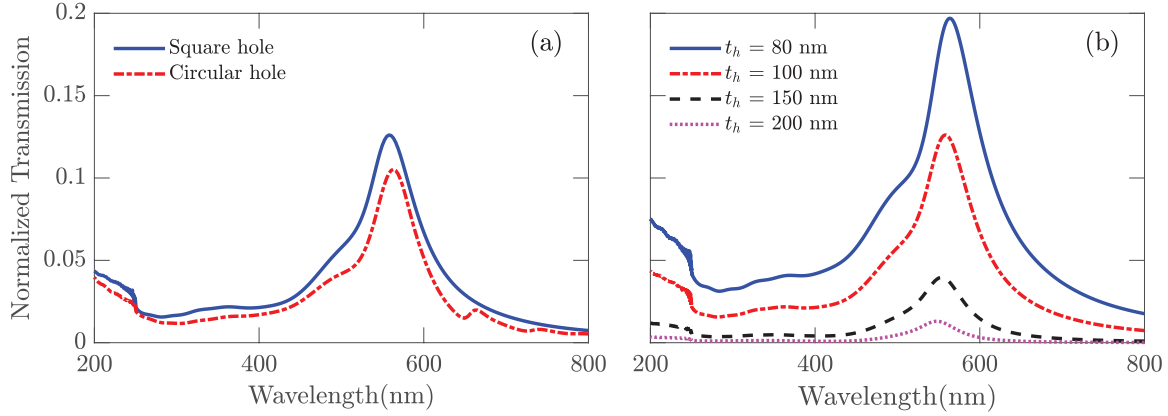 Normalized Transmission
0.2
0.15
0.1
0.05
0
Square hole
Circular hole
(a)
200
400
600
800
Wavelength(nm)
t_h = 80 nm
t_h = 100 nm
t_h = 150 nm
t_h = 200 nm
(b)
200
400
600
800
Wavelength(nm)